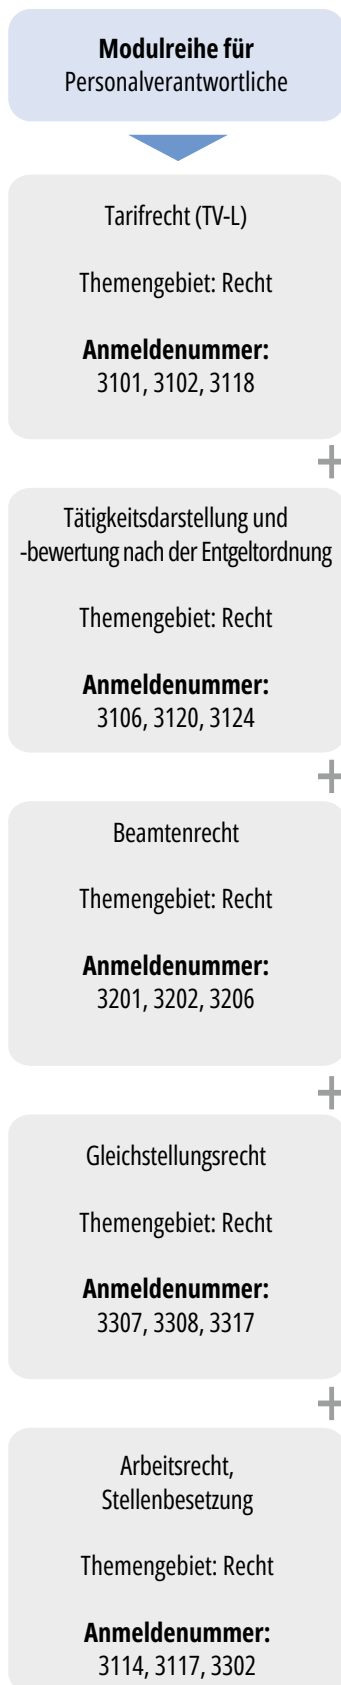 Modulreihe für
Personalverantwortliche
Tarifrecht (TV-L)
Themengebiet: Recht
Anmeldenummer:
3101, 3102, 3118
+
Tätigkeitsdarstellung und
-bewertung nach der Entgeltordnung
Themengebiet: Recht
Anmeldenummer:
3106, 3120, 3124
+
Beamtenrecht
Themengebiet: Recht
Anmeldenummer:
3201, 3202, 3206
+
Gleichstellungsrecht
Themengebiet: Recht
Anmeldenummer:
3307, 3308, 3317
+
Arbeitsrecht,
Stellenbesetzung
Themengebiet: Recht
Anmeldenummer:
3114, 3117, 3302